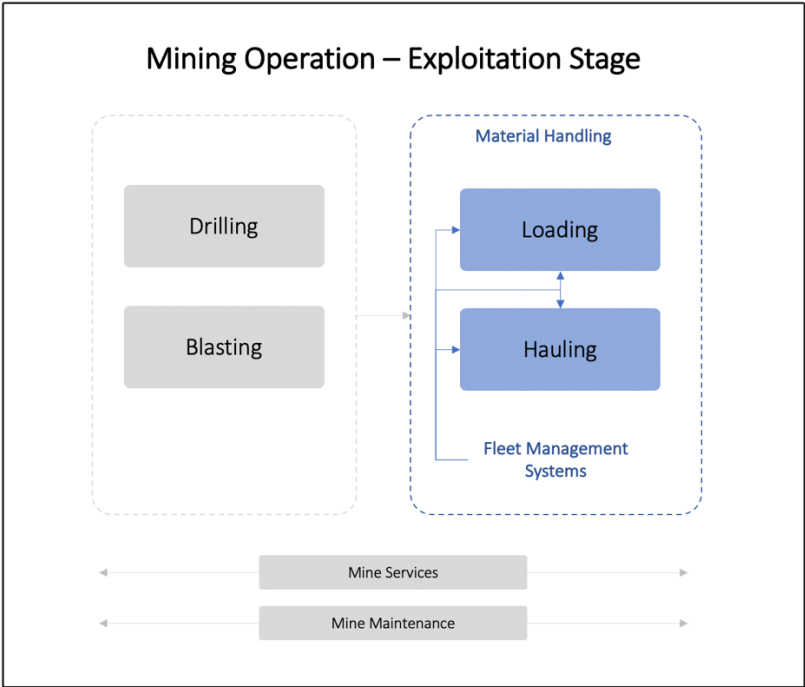 Mining Operation – Exploitation Stage
Material Handling
Drilling
Loading
Blasting
Hauling
Fleet Management
Systems
Mine Services
Mine Maintenance